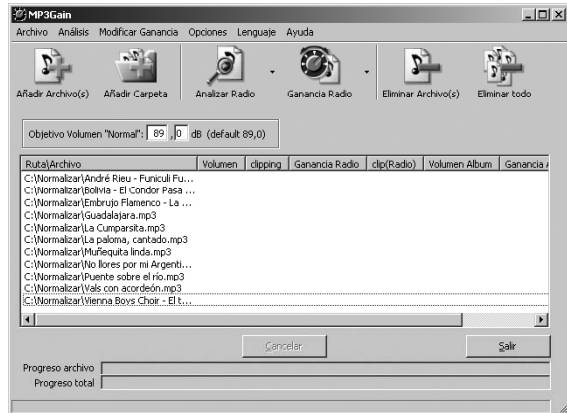 MP3Gain
Archivo Análisis Modificar Ganancia Opciones Lenguaje Ayuda
Añadir Archivo(s) Añadir Carpeta Analizar Radio Ganancia Radio Eliminar Archivo(s) Eliminar todo
Objetivo Volumen "Normal": 89 ,0 dB (default 89,0)
Ruta\Archivo Volumen clipping Ganancia Radio clip(Radio) Volumen Album Ganancia A
C:\Normalizar\André Rieu - Funiculi Fu...
C:\Normalizar\Bolivia - El Condor Pasa ...
C:\Normalizar\Embrujo Flamenco - La ...
C:\Normalizar\Guadalajara.mp3
C:\Normalizar\La Cumparsita.mp3
C:\Normalizar\La paloma, cantado.mp3
C:\Normalizar\Muñequita linda.mp3
C:\Normalizar\No llores por mi Argenti...
C:\Normalizar\Puente sobre el río.mp3
C:\Normalizar\Vals con acordeón.mp3
C:\Normalizar\Vienna Boys Choir - El t...
Cancelar Salir
Progreso archivo
Progreso total